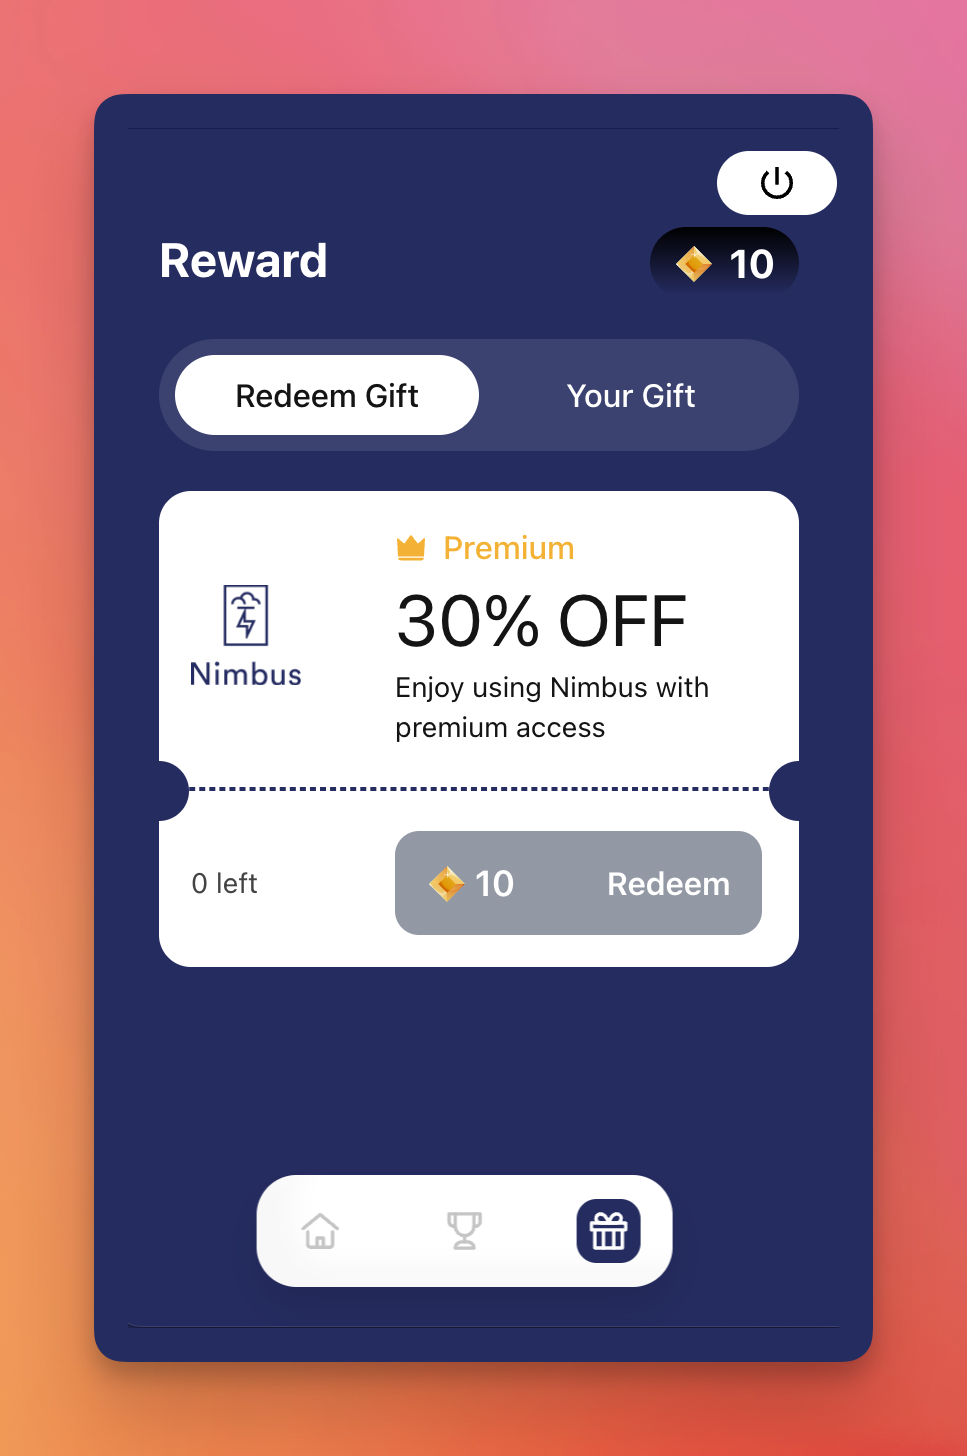 Reward
10
Redeem Gift
Your Gift
Premium
30% OFF
Nimbus
Enjoy using Nimbus with
premium access
0 left
10
Redeem